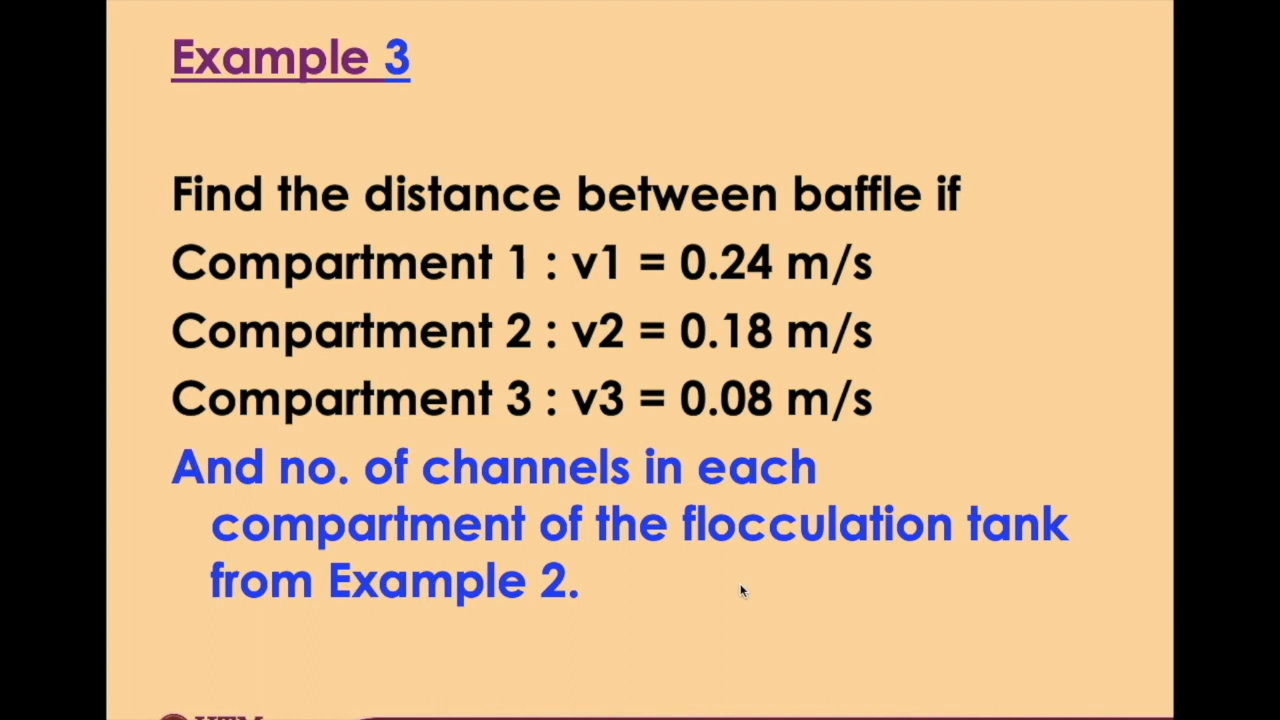 Example 3
Find the distance between baffle if
Compartment 1 : v1 = 0.24 m/s
Compartment 2 : v2 = 0.18 m/s
Compartment 3 : v3 = 0.08 m/s
And no. of channels in each
compartment of the flocculation tank
from Example 2.